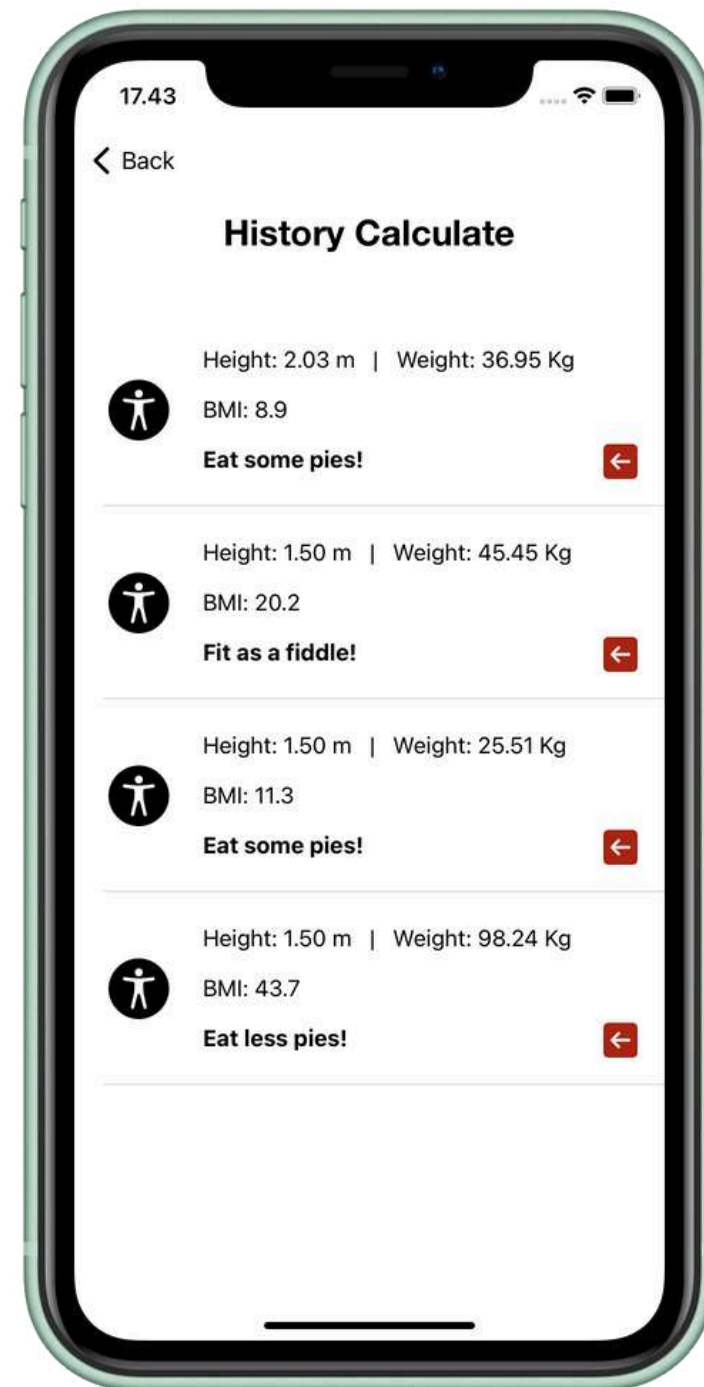 17.43
Back
History Calculate
Height: 2.03 m | Weight: 36.95 Kg
BMI: 8.9
Eat some pies!
Height: 1.50 m | Weight: 45.45 Kg
BMI: 20.2
Fit as a fiddle!
Height: 1.50 m | Weight: 25.51 Kg
BMI: 11.3
Eat some pies!
Height: 1.50 m | Weight: 98.24 Kg
BMI: 43.7
Eat less pies!